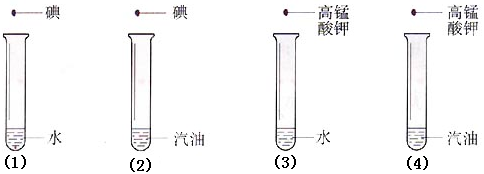 碘
碘
高锰
酸钾
高锰
酸钾
水
汽油
水
汽油
(1)
(2)
(3)
(4)